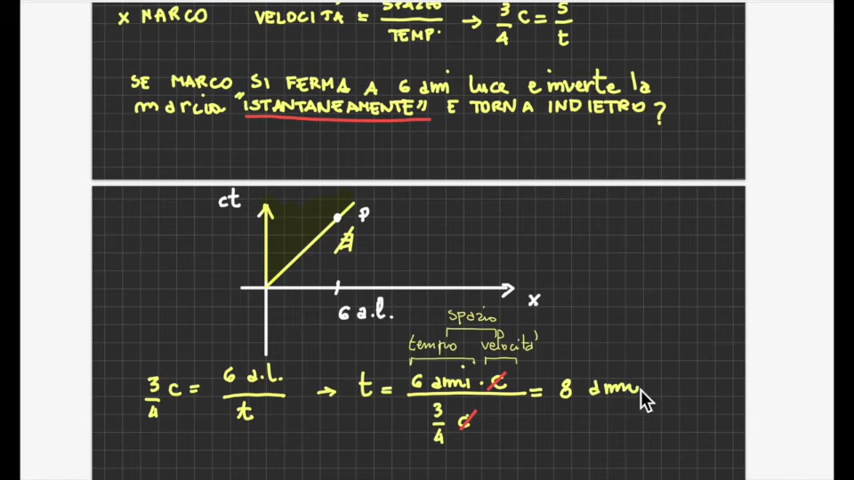 x MARCO VELOCITÁ = SPAZIO / TEMP. → 3/4 C = S/t
SE MARCO SI FERMA A 6 anni luce e inverte la
marcia "ISTANTANEAMENTE" E TORNA INDIETRO?
ct
P
6 a.l.
x
spazio
tempo velocità
3/4 C = 6 a.l. / t → t = 6 anni · c / 3/4 c = 8 anni